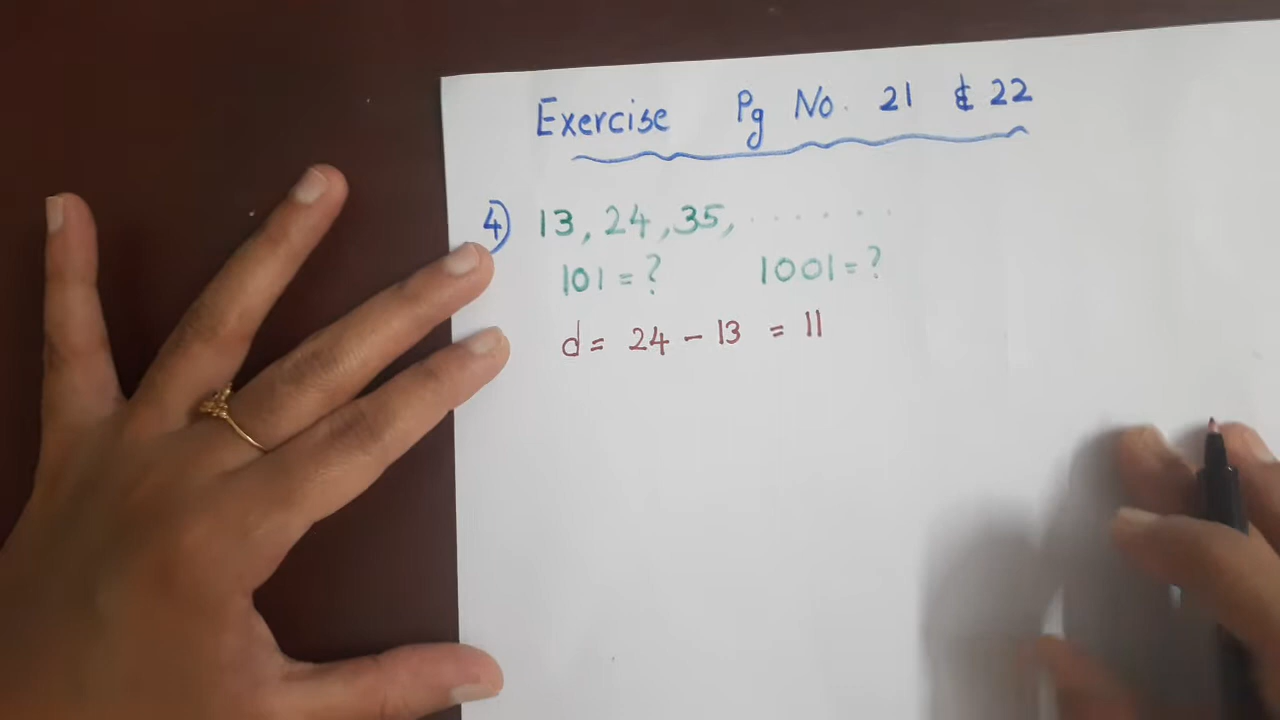 Exercise Pg No. 21 & 22
4) 13, 24, 35, ......
101 = ? 1001 = ?
d = 24 - 13 = 11